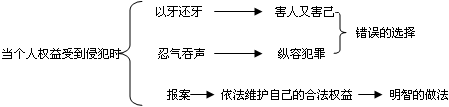 以牙还牙 害人又害己
错误的选择
当个人权益受到侵犯时 忍气吞声 纵容犯罪
报案 依法维护自己的合法权益 明智的做法